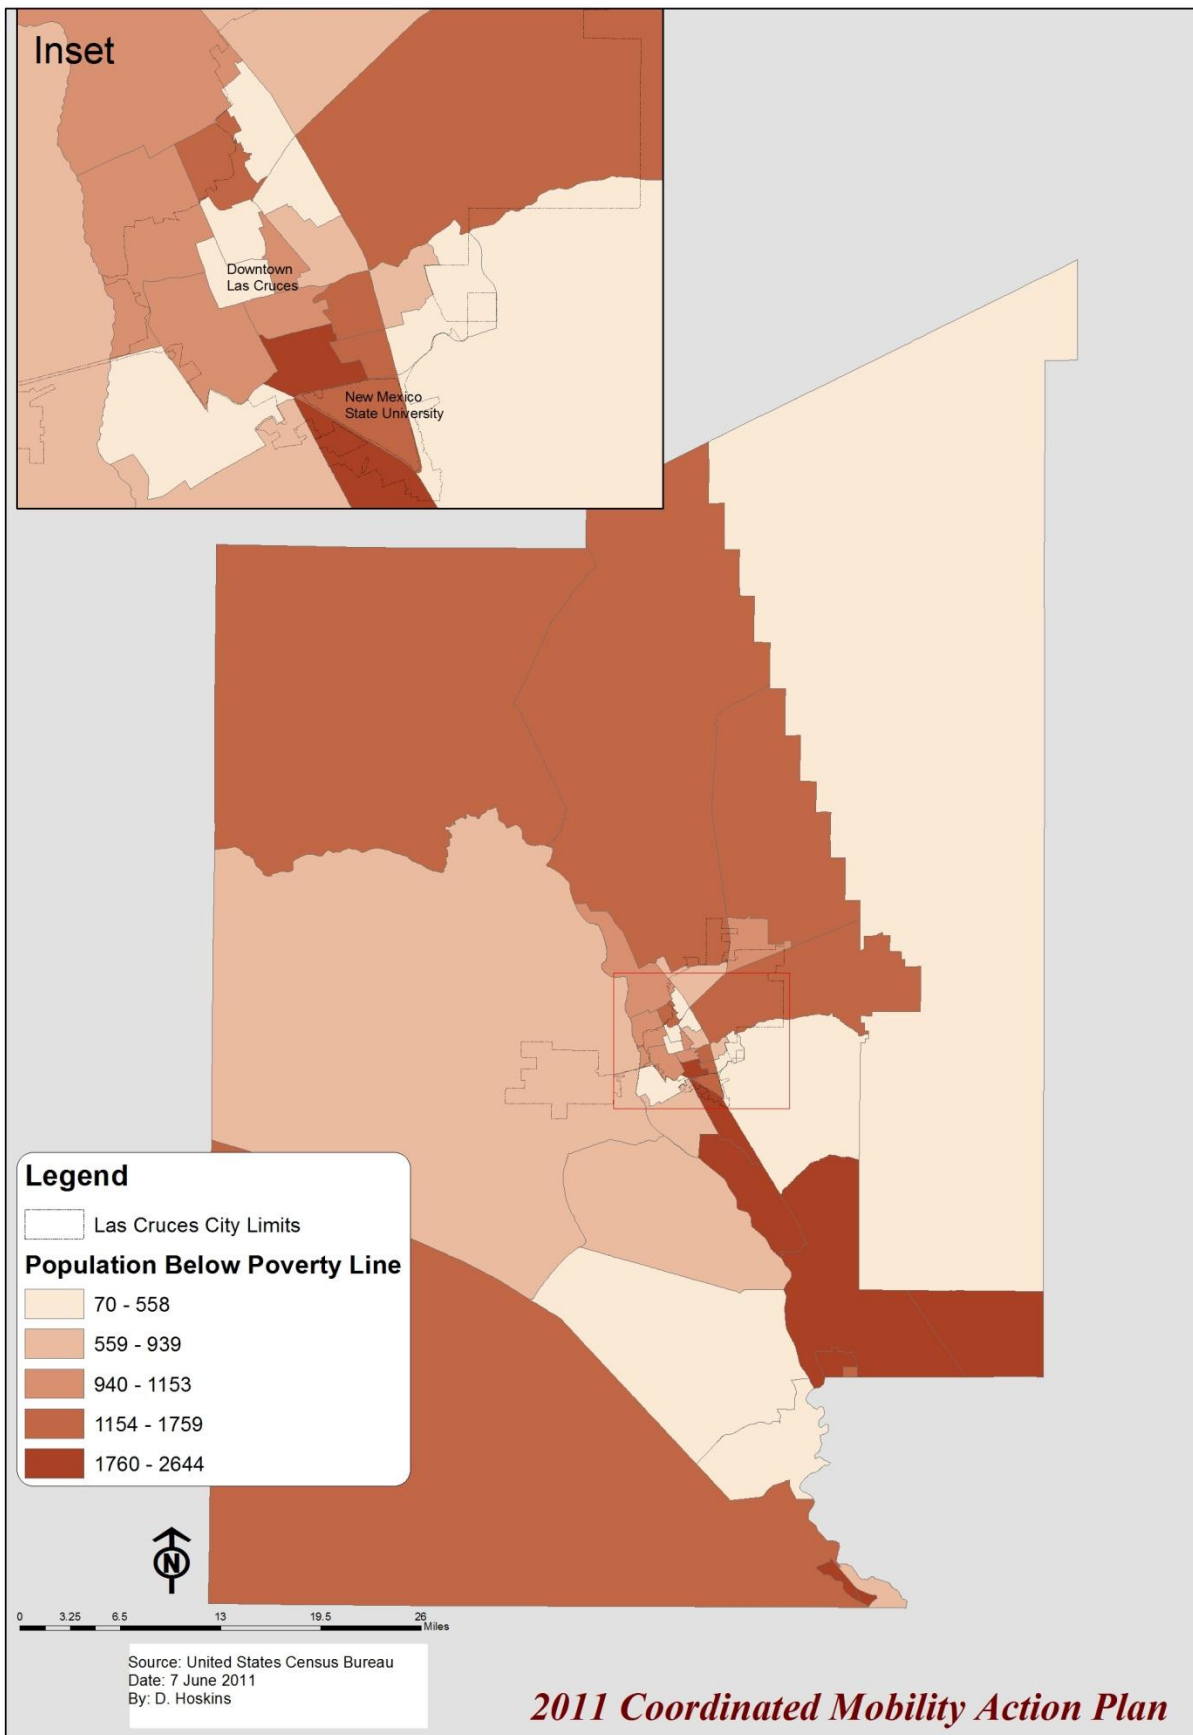 Inset
Downtown
Las Cruces
New Mexico
State University
Legend
Las Cruces City Limits
Population Below Poverty Line
70 - 558
559 - 939
940 - 1153
1154 - 1759
1760 - 2644
N
0 3.25 6.5 13 19.5 26
Miles
Source: United States Census Bureau
Date: 7 June 2011
By: D. Hoskins
2011 Coordinated Mobility Action Plan